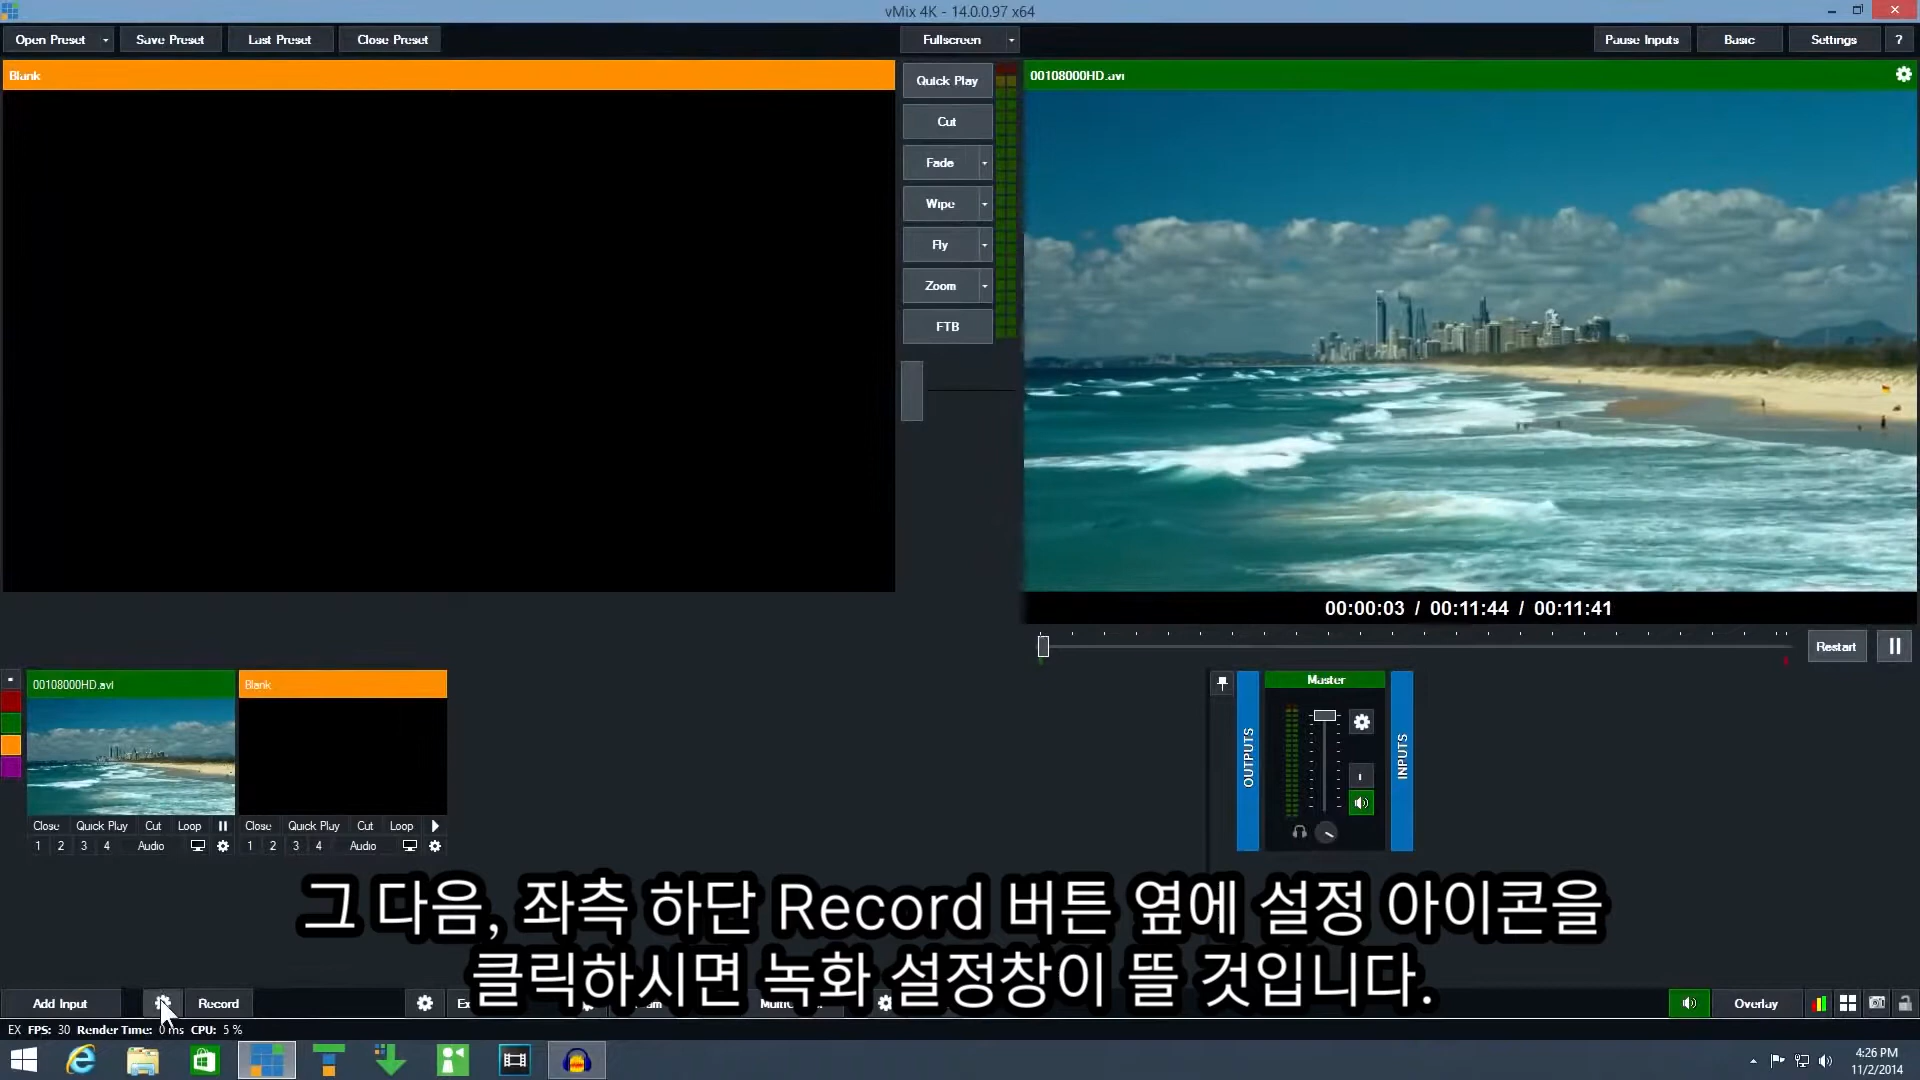 vMix 4K - 14.0.0.97 x64
Open Preset Save Preset Last Preset Close Preset Fullscreen Pause Inputs Basic Settings ?
Blank
Quick Play
Cut
Fade
Wipe
Fly
Zoom
FTB
00108000HD.avi
00:00:03 / 00:11:44 / 00:11:41
Restart
00108000HD.avi
Close Quick Play Cut Loop
1 2 3 4 Audio
Blank
Close Quick Play Cut Loop
1 2 3 4 Audio
OUTPUTS
Master
INPUTS
그 다음, 좌측 하단 Record 버튼 옆에 설정 아이콘을
클릭하시면 녹화 설정창이 뜰 것입니다.
Add Input Record Overlay
EX FPS: 30 Render Time: 0 ms CPU: 5 %
4:26 PM
11/2/2014